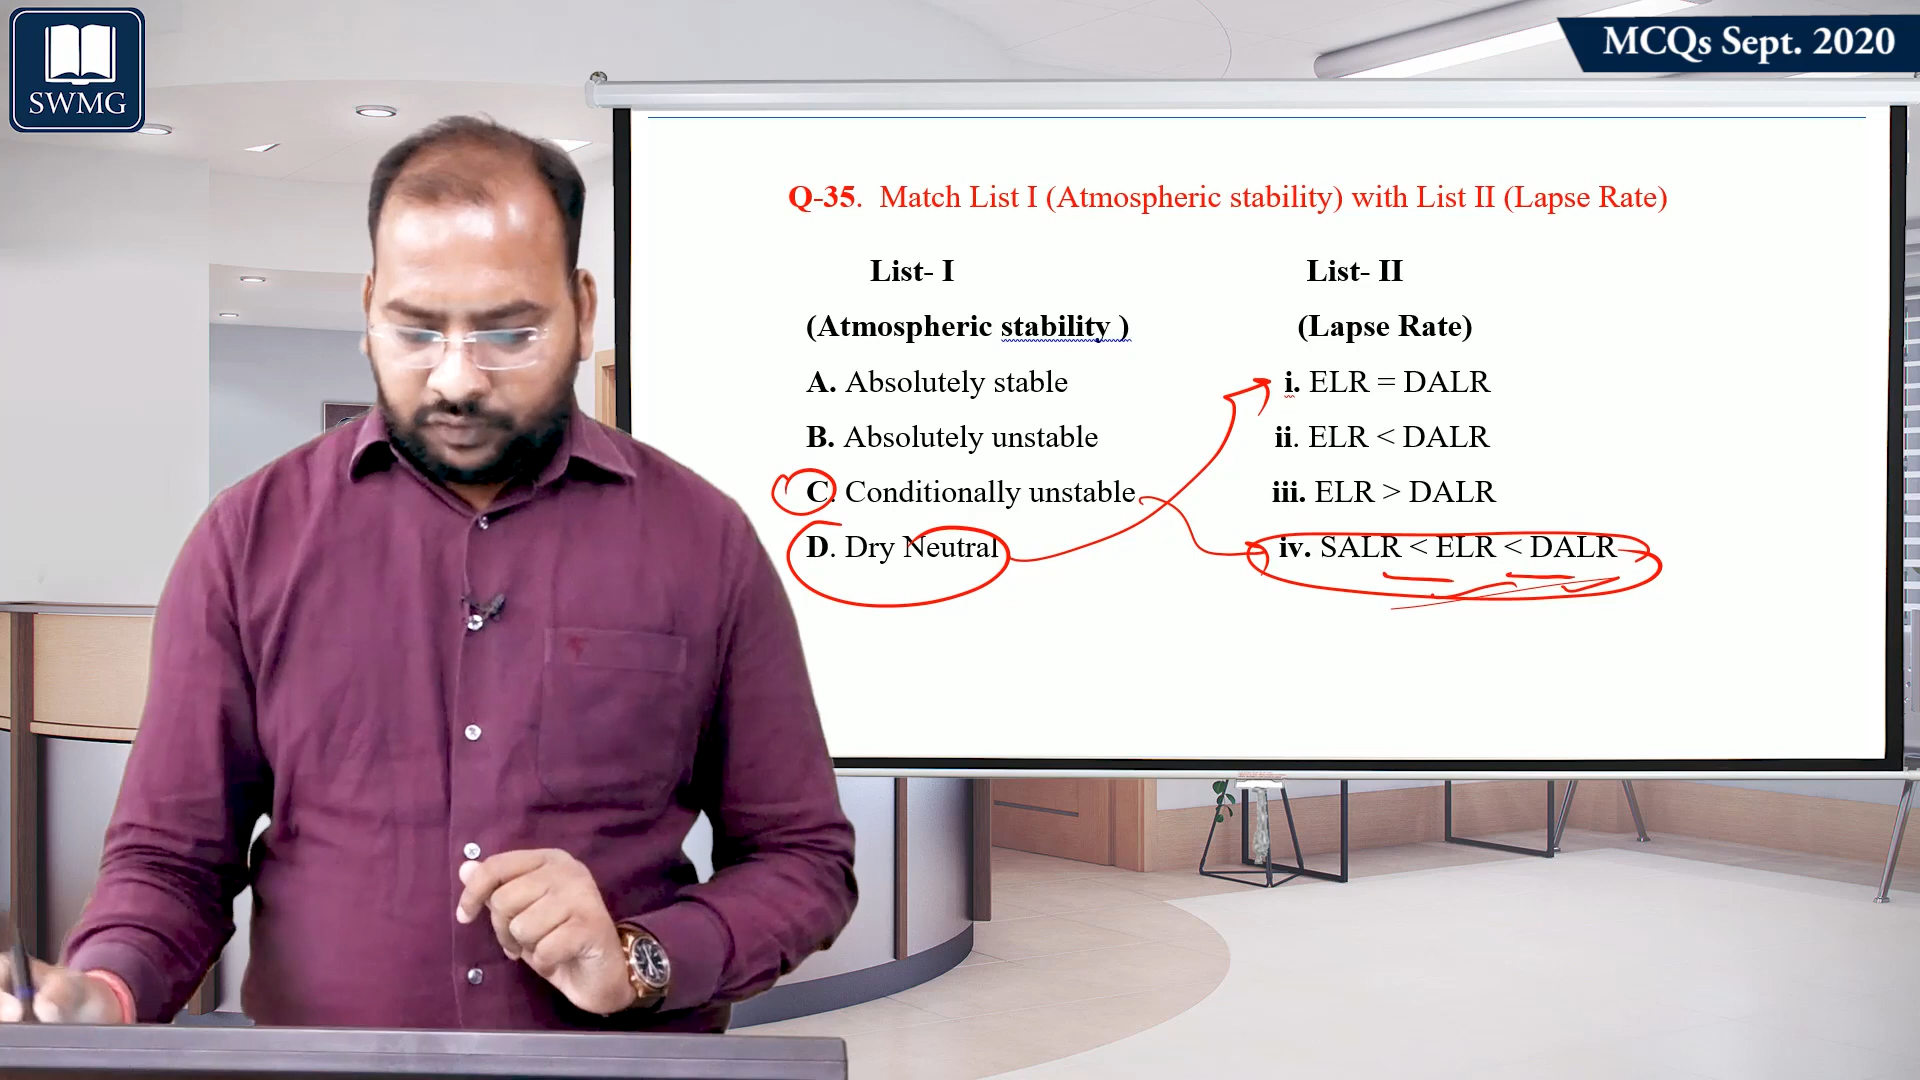 SWMG
MCQs Sept. 2020
Q-35. Match List I (Atmospheric stability) with List II (Lapse Rate)
List- I List- II
(Atmospheric stability ) (Lapse Rate)
A. Absolutely stable i. ELR = DALR
B. Absolutely unstable ii. ELR < DALR
C. Conditionally unstable iii. ELR > DALR
D. Dry Neutral iv. SALR < ELR < DALR